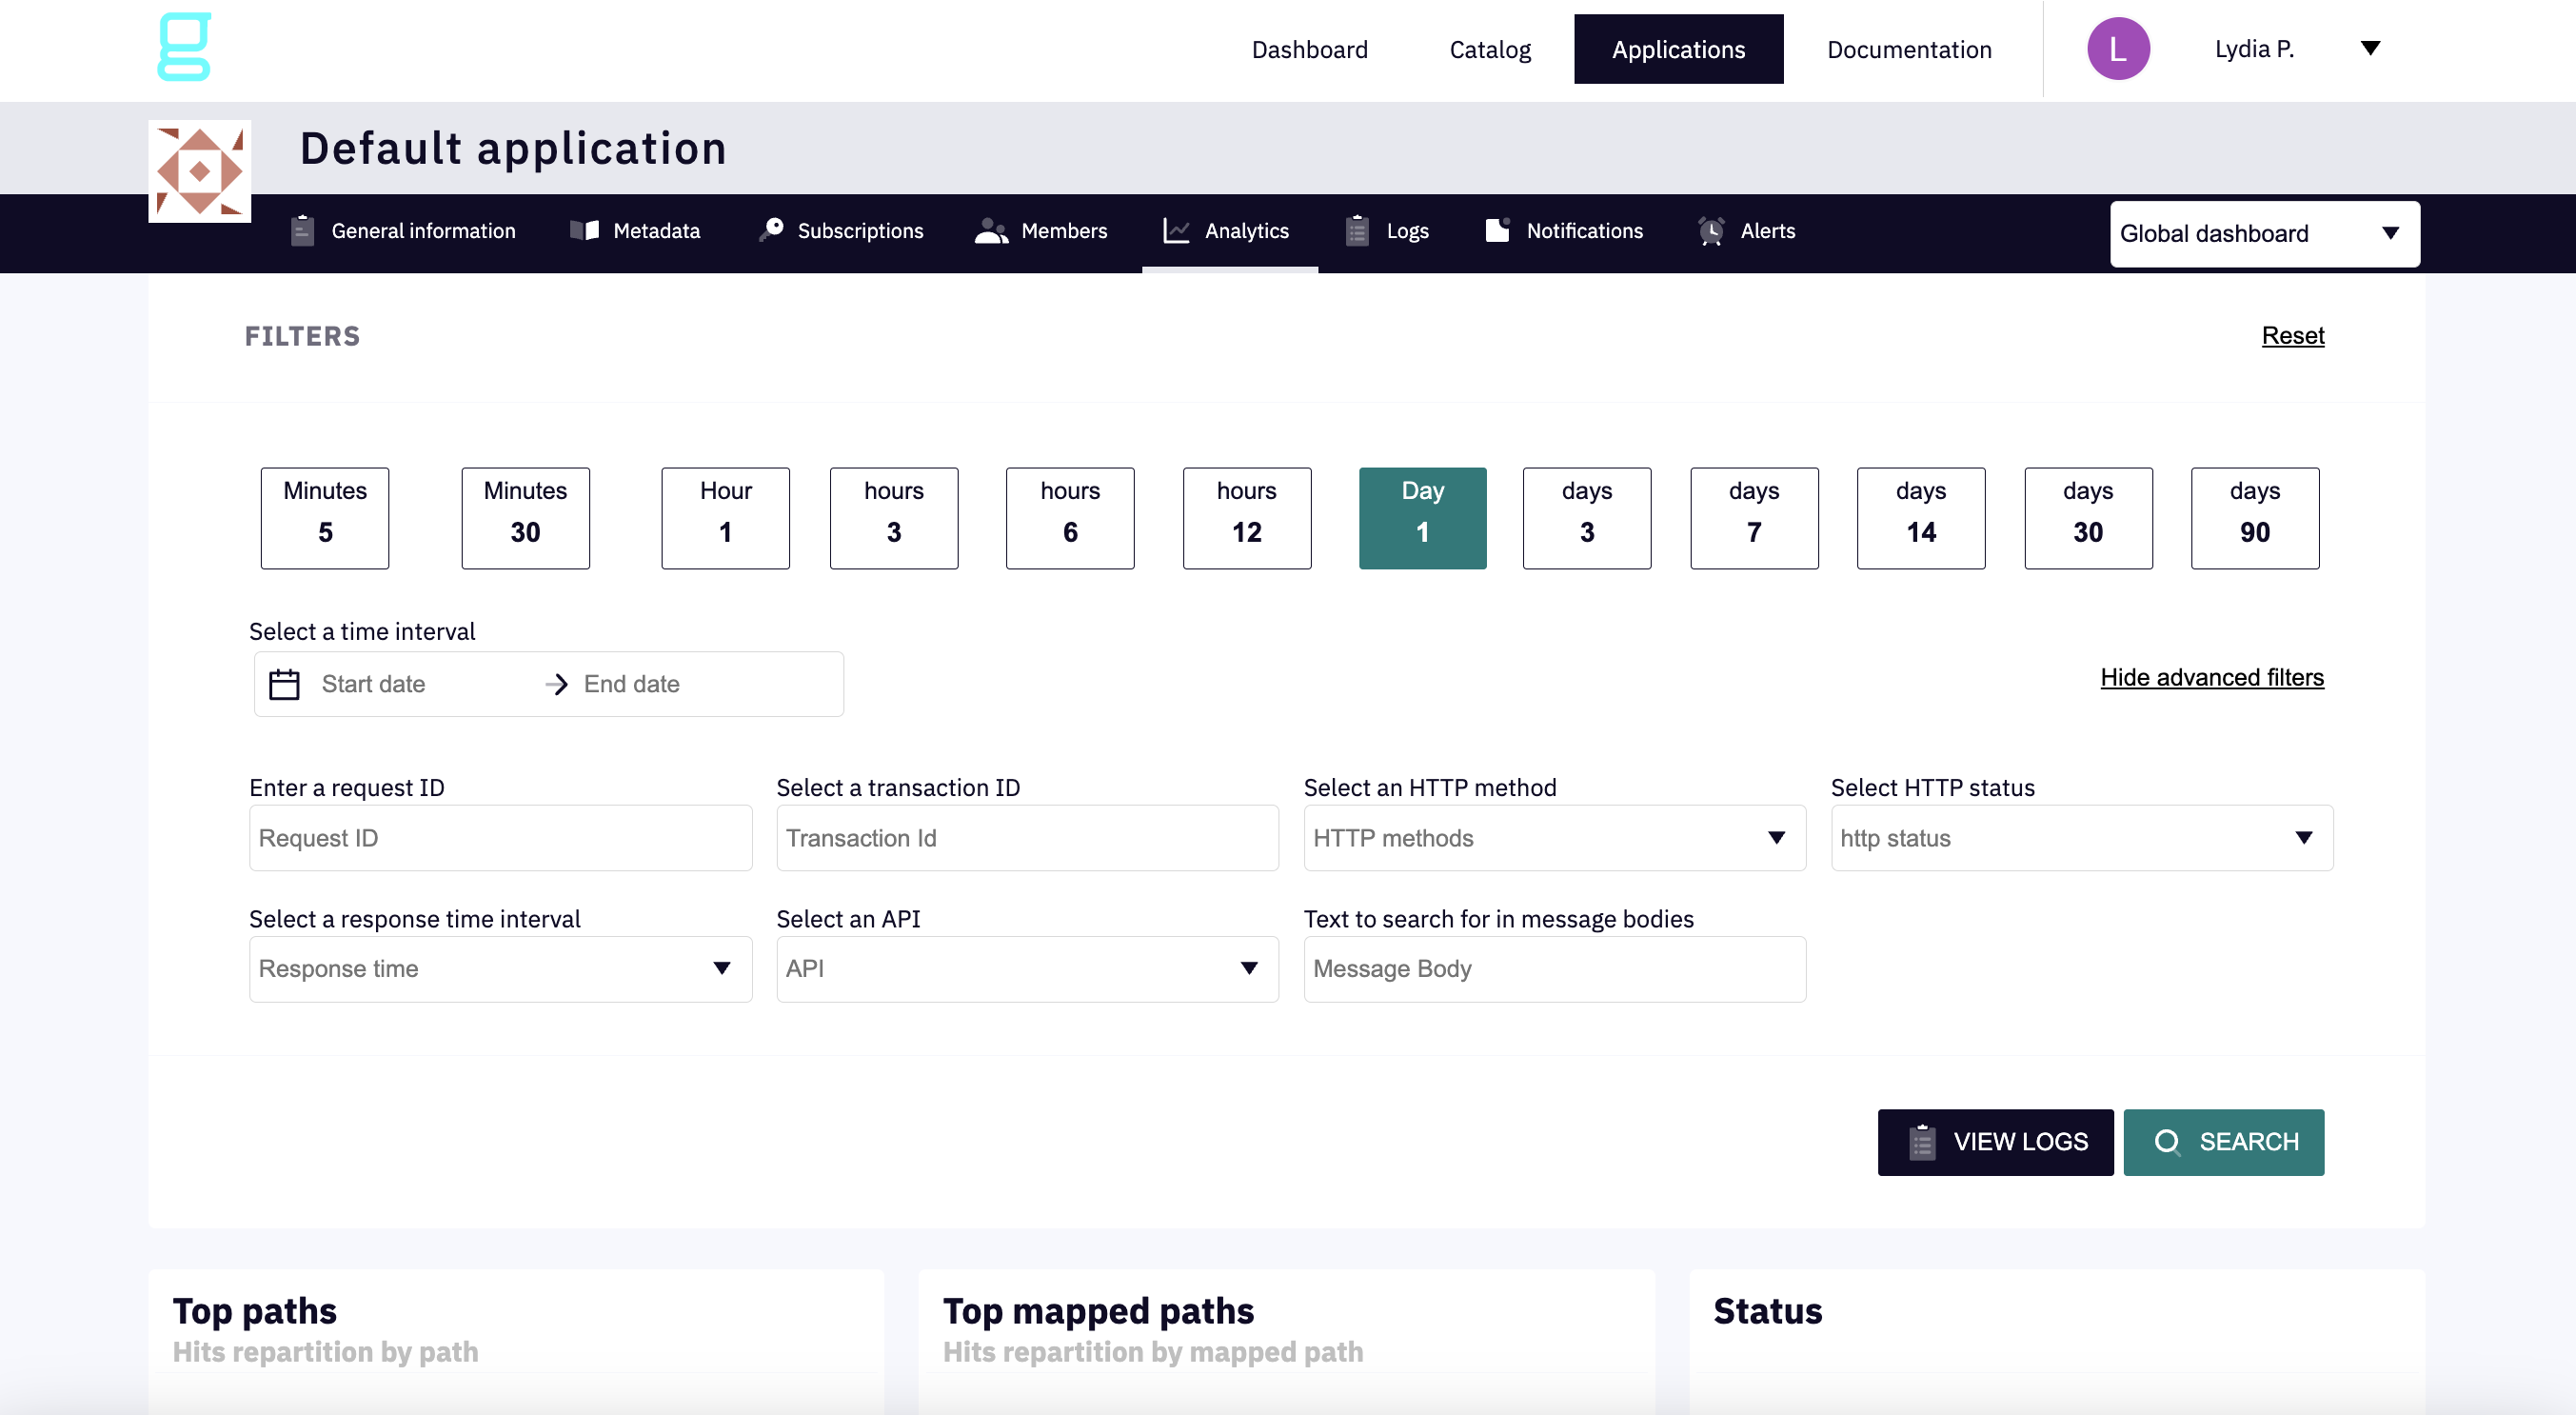 g
Dashboard
Catalog
Applications
Documentation
L
Lydia P.
Default application
General information
Metadata
Subscriptions
Members
Analytics
Logs
Notifications
Alerts
Global dashboard
FILTERS
Reset
Minutes
5
Minutes
30
Hour
1
hours
3
hours
6
hours
12
Day
1
days
3
days
7
days
14
days
30
days
90
Select a time interval
Start date
End date
Hide advanced filters
Enter a request ID
Request ID
Select a transaction ID
Transaction Id
Select an HTTP method
HTTP methods
Select HTTP status
http status
Select a response time interval
Response time
Select an API
API
Text to search for in message bodies
Message Body
VIEW LOGS
SEARCH
Top paths
Hits repartition by path
Top mapped paths
Hits repartition by mapped path
Status